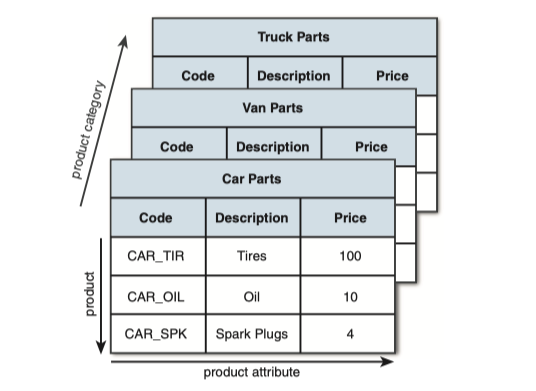 Truck Parts
Code Description Price
Van Parts
Code Description Price
Car Parts
Code Description Price
CAR_TIR Tires 100
CAR_OIL Oil 10
CAR_SPK Spark Plugs 4
product category
product
product attribute